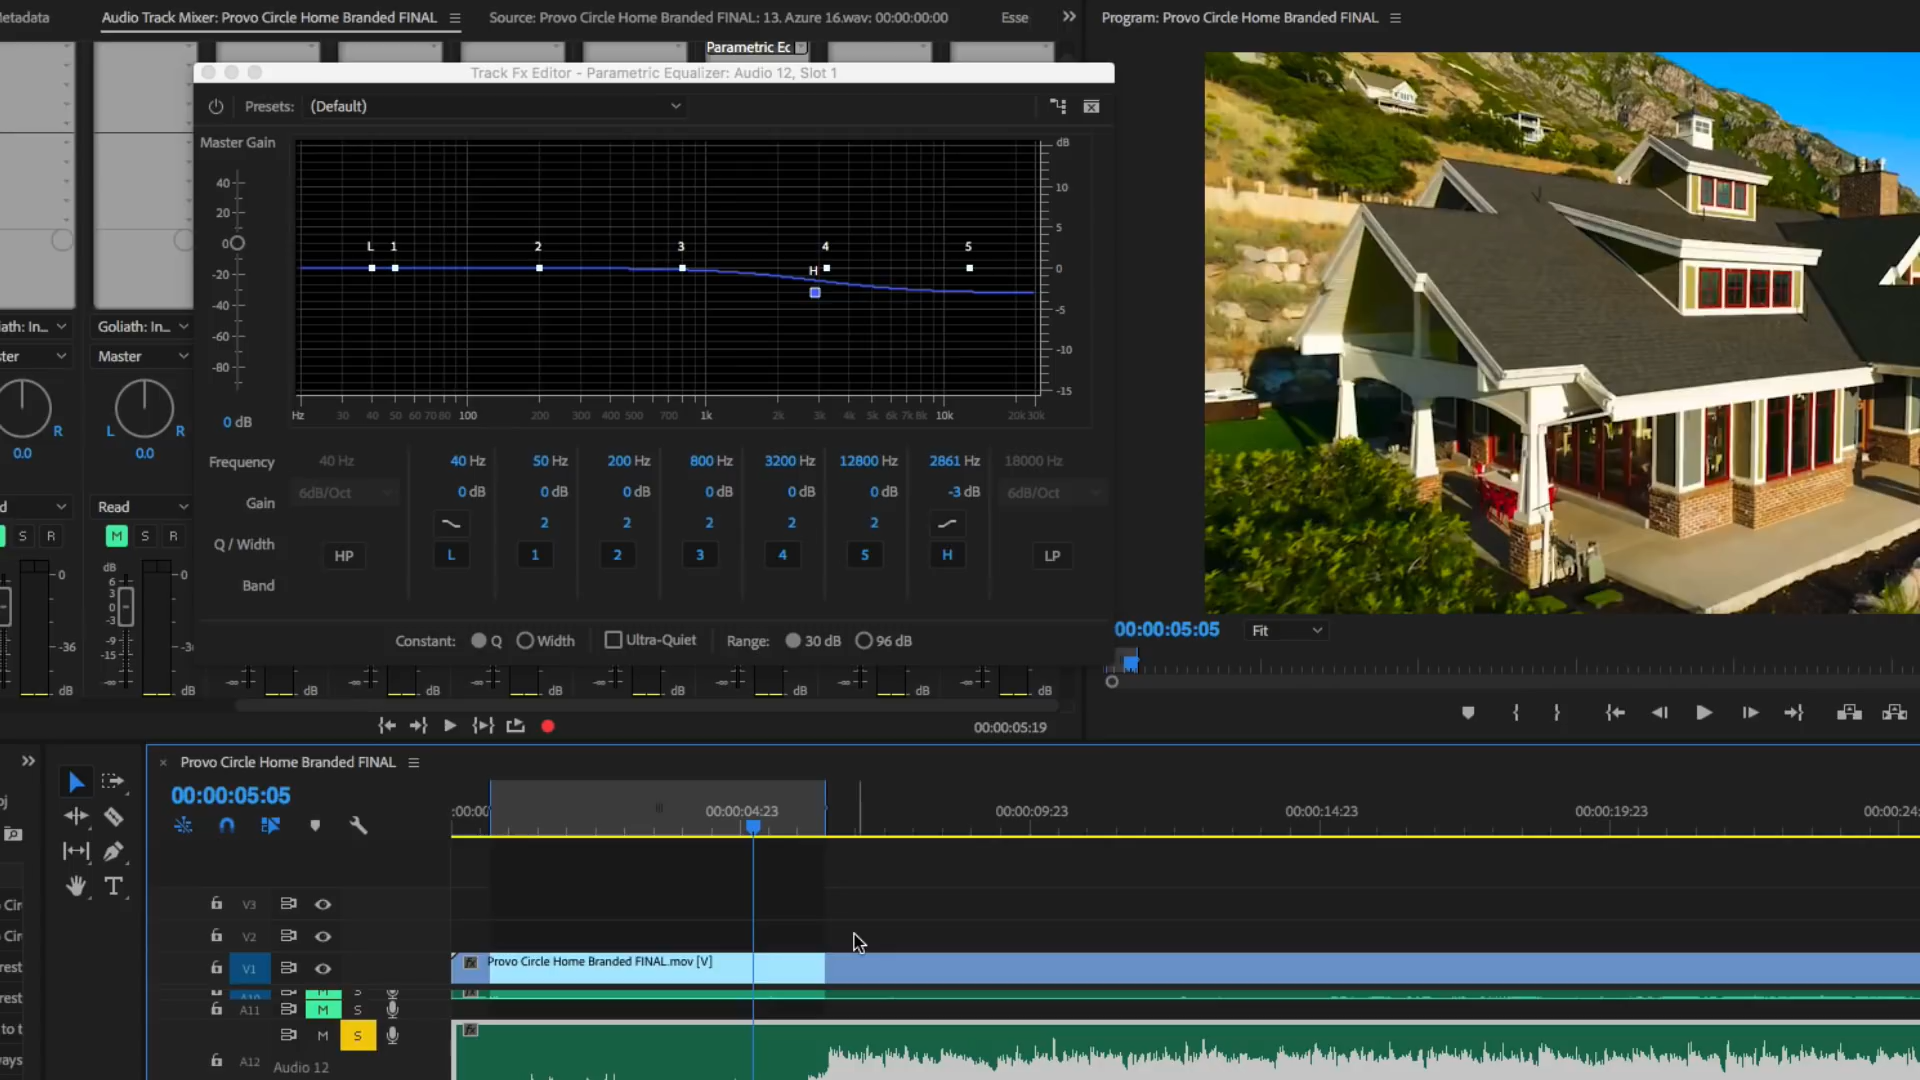 etadata
Audio Track Mixer: Provo Circle Home Branded FINAL
Source: Provo Circle Home Branded FINAL: 13. Azure 16.wav: 00:00:00:00
Esse
Program: Provo Circle Home Branded FINAL
Parametric Ec
Track Fx Editor - Parametric Equalizer: Audio 12, Slot 1
Presets: (Default)
Master Gain
40
20
0
-20
-40
-60
-80
0 dB
dB
10
5
0
-5
-10
-15
L 1 2 3 4 5
H
Hz 30 40 50 60 70 80 100 200 300 400 500 700 1k 2k 3k 4k 5k 6k 7k 8k 10k 20k 30k
Frequency 40 Hz 40 Hz 50 Hz 200 Hz 800 Hz 3200 Hz 12800 Hz 2861 Hz 18000 Hz
Gain 6dB/Oct 0 dB 0 dB 0 dB 0 dB 0 dB 0 dB -3 dB 6dB/Oct
Q / Width 2 2 2 2 2
Band HP L 1 2 3 4 5 H LP
Constant: Q Width Ultra-Quiet Range: 30 dB 96 dB
ath: In...
Goliath: In...
ster
Master
R
L R
0.0
0.0
d
Read
S R
M S R
dB
6
3
0
-3
-9
-15
-∞
0
-36
dB
0
-3
dB
-∞ dB -∞ dB -∞ dB -∞ dB -∞ dB -∞ dB -∞ dB
00:00:05:19
00:00:05:05
Fit
Provo Circle Home Branded FINAL
00:00:05:05
:00:00
00:00:04:23
00:00:09:23
00:00:14:23
00:00:19:23
00:00:24:
T
oj
o Cir
o Cir
rest
rest
to t
ways
V3
V2
V1
Provo Circle Home Branded FINAL.mov [V]
fx
A10 M S
A11 M S
M S
A12 Audio 12
fx